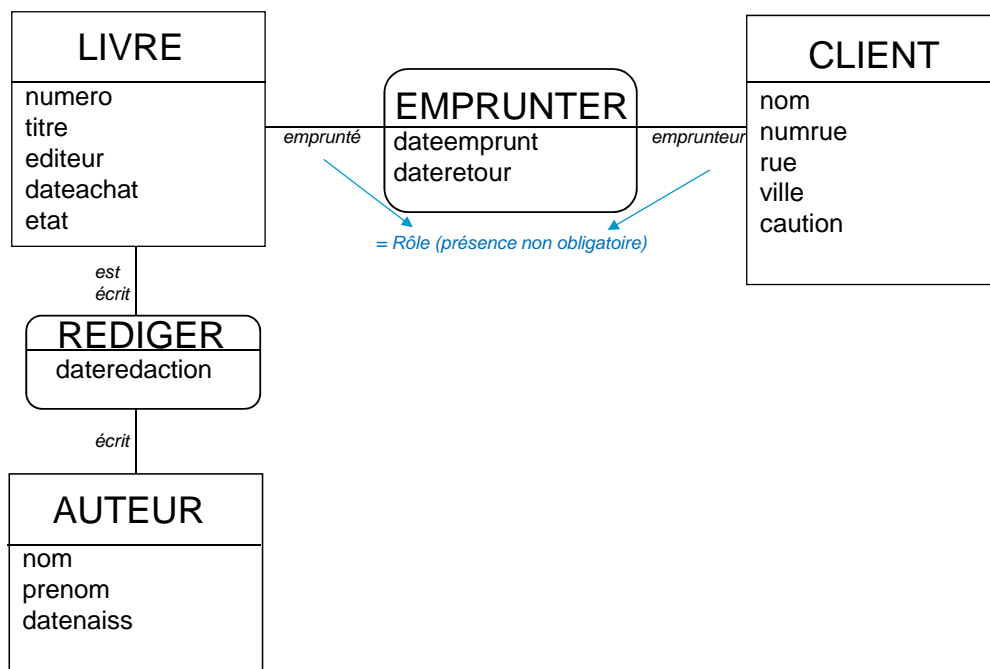 LIVRE
numero
titre
editeur
dateachat
etat
emprunté
EMPRUNTER
dateemprunt
dateretour
emprunteur
CLIENT
nom
numrue
rue
ville
caution
= Rôle (présence non obligatoire)
est
écrit
REDIGER
dateredaction
écrit
AUTEUR
nom
prenom
datenaiss